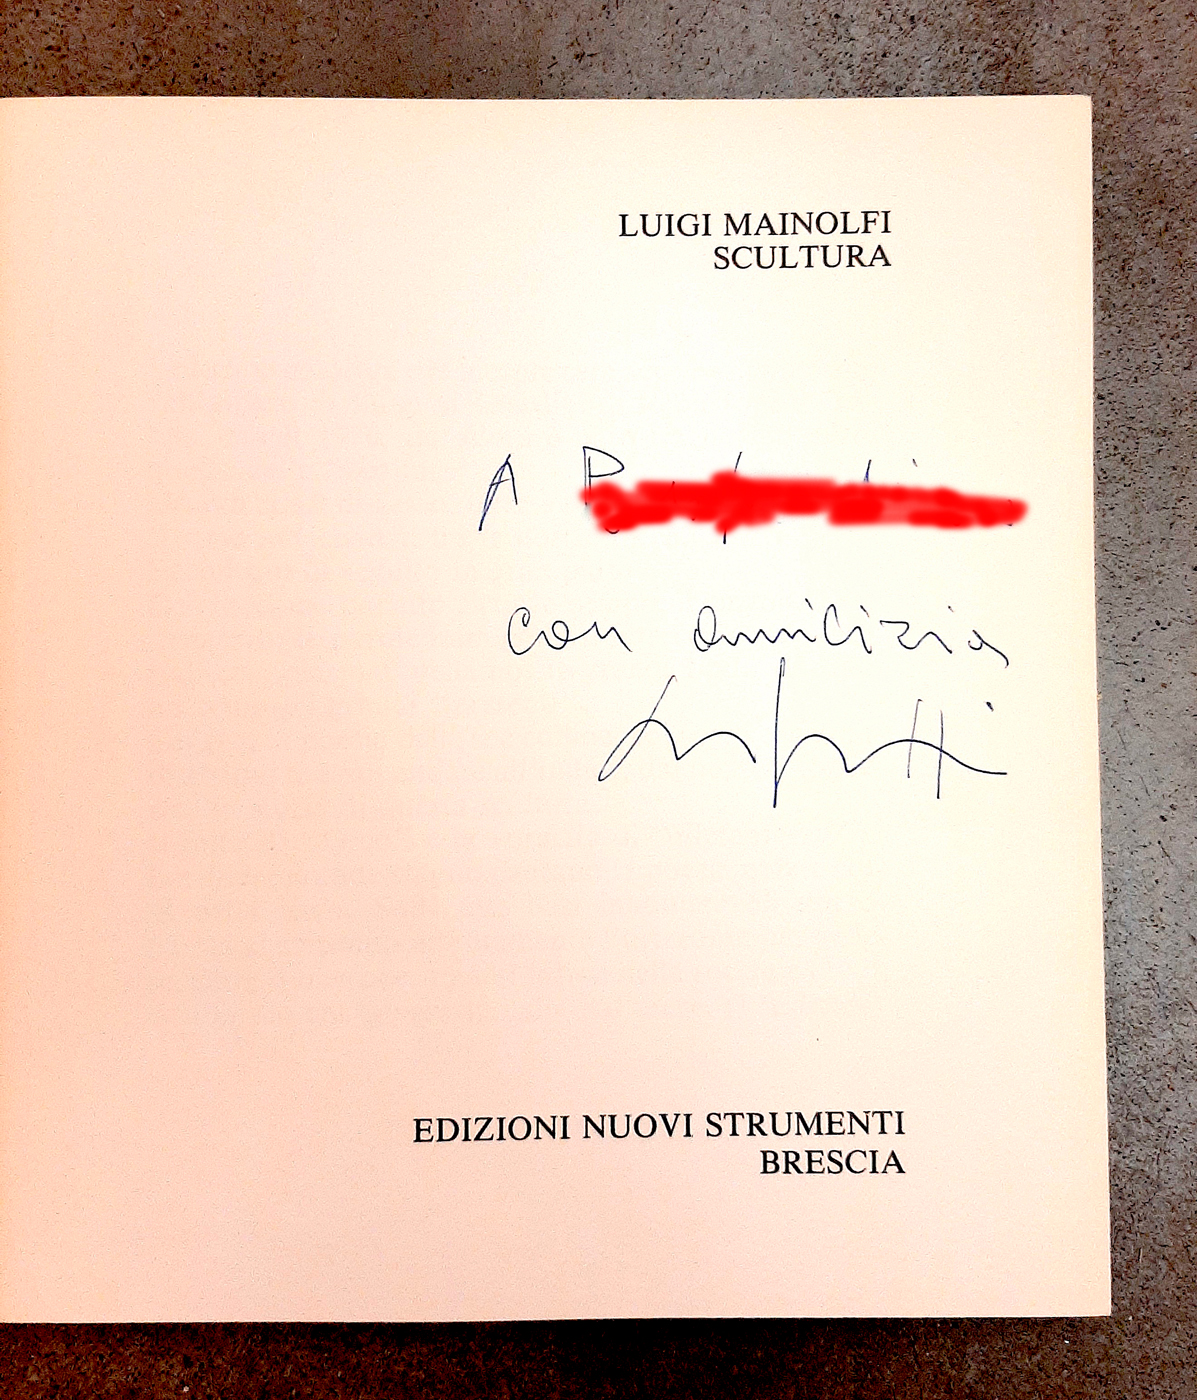 LUIGI MAINOLFI
SCULTURA
A
con amicizia
EDIZIONI NUOVI STRUMENTI
BRESCIA